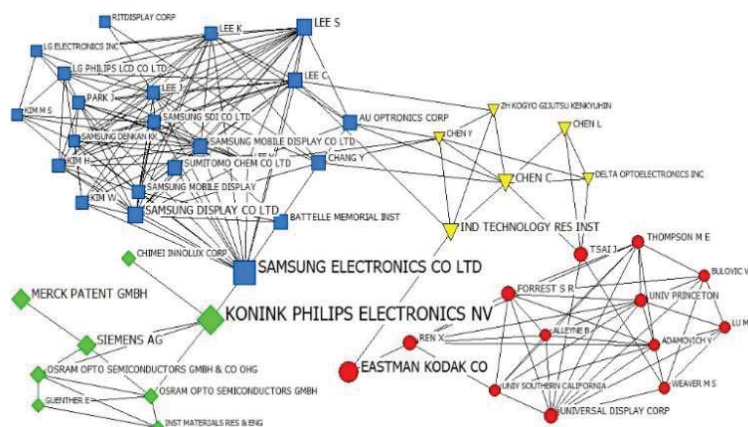 RITDISPLAY CORP
LEE K
LEE S
LG ELECTRONICS INC
LG PHILIPS LCD CO LTD
LEE J
LEE C
PARK J
KIM M S
SAMSUNG SDI CO LTD
AU OPTRONICS CORP
ZH KOGYO GIJUTSU KENKYUHIN
CHEN L
CHEN Y
SAMSUNG DENKAN KK
SAMSUNG MOBILE DISPLAY CO LTD
KIM H
SUMITOMO CHEM CO LTD
CHANG Y
CHEN C
DELTA OPTOELECTRONICS INC
SAMSUNG MOBILE DISPLAY
KIM W
SAMSUNG DISPLAY CO LTD
BATTELLE MEMORIAL INST
IND TECHNOLOGY RES INST
CHIMEI INNOLUX CORP
SAMSUNG ELECTRONICS CO LTD
TSAI J
THOMPSON M E
BULOVIC V
MERCK PATENT GMBH
KONINK PHILIPS ELECTRONICS NV
FORREST S R
UNIV PRINCETON
LU M
ALLEYNE B
SIEMENS AG
REN X
ADAMOVICH V
OSRAM OPTO SEMICONDUCTORS GMBH & CO OHG
EASTMAN KODAK CO
UNIV SOUTHERN CALIFORNIA
WEAVER M S
GUENTHER E
OSRAM OPTO SEMICONDUCTORS GMBH
UNIVERSAL DISPLAY CORP
INST MATERIALS RES & ENG